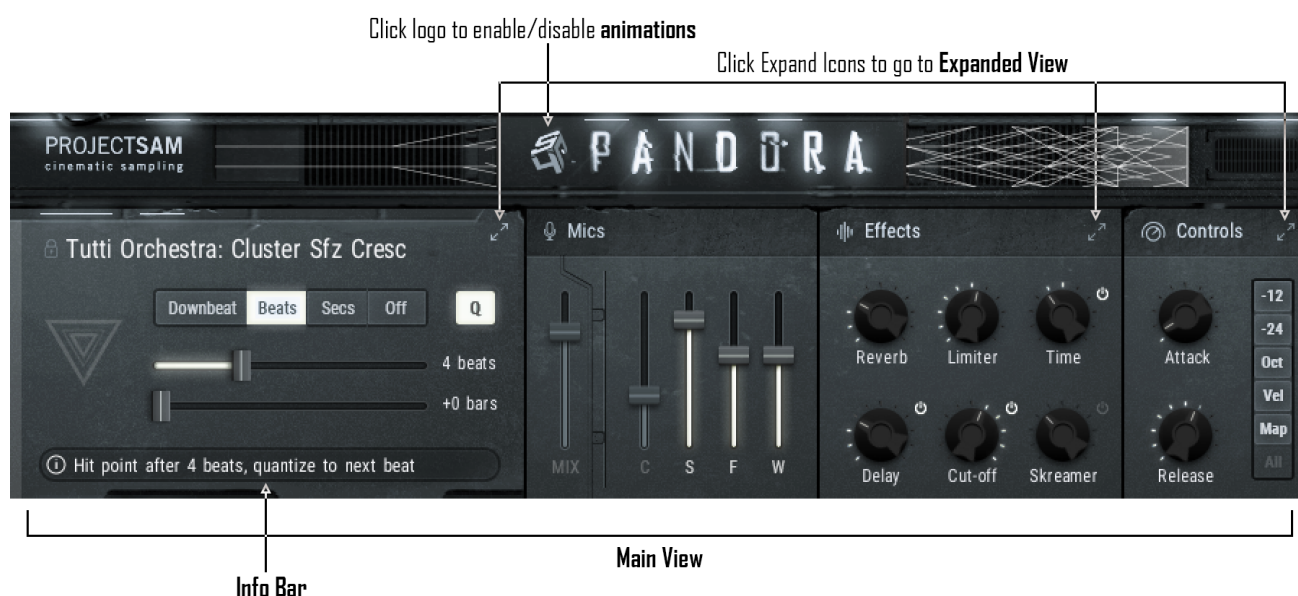 Click logo to enable/disable animations
Click Expand Icons to go to Expanded View
PROJECTSAM
cinematic sampling
PANDORA
Tutti Orchestra: Cluster Sfz Cresc
Downbeat Beats Secs Off Q
4 beats
+0 bars
Hit point after 4 beats, quantize to next beat
Mics
MIX C S F W
Effects
Reverb Limiter Time
Delay Cut-off Skreamer
Controls
Attack
Release
-12
-24
Oct
Vel
Map
All
Main View
Info Bar